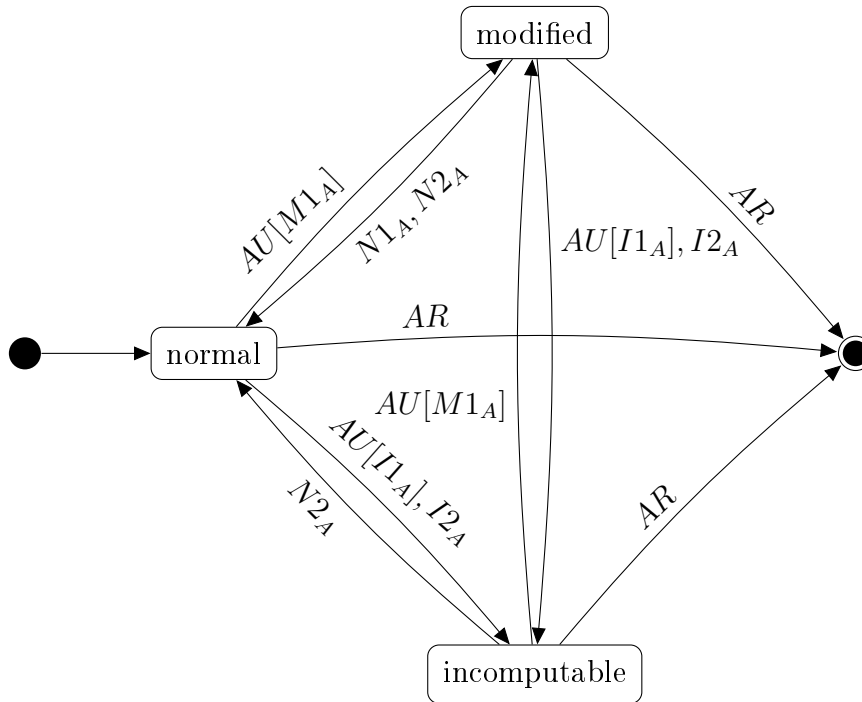 modified
AU[M1_A]
N1_A, N2_A
AR
AU[I1_A], I2_A
AR
normal
AU[M1_A]
AU[I1_A], I2_A
N2_A
AR
incomputable